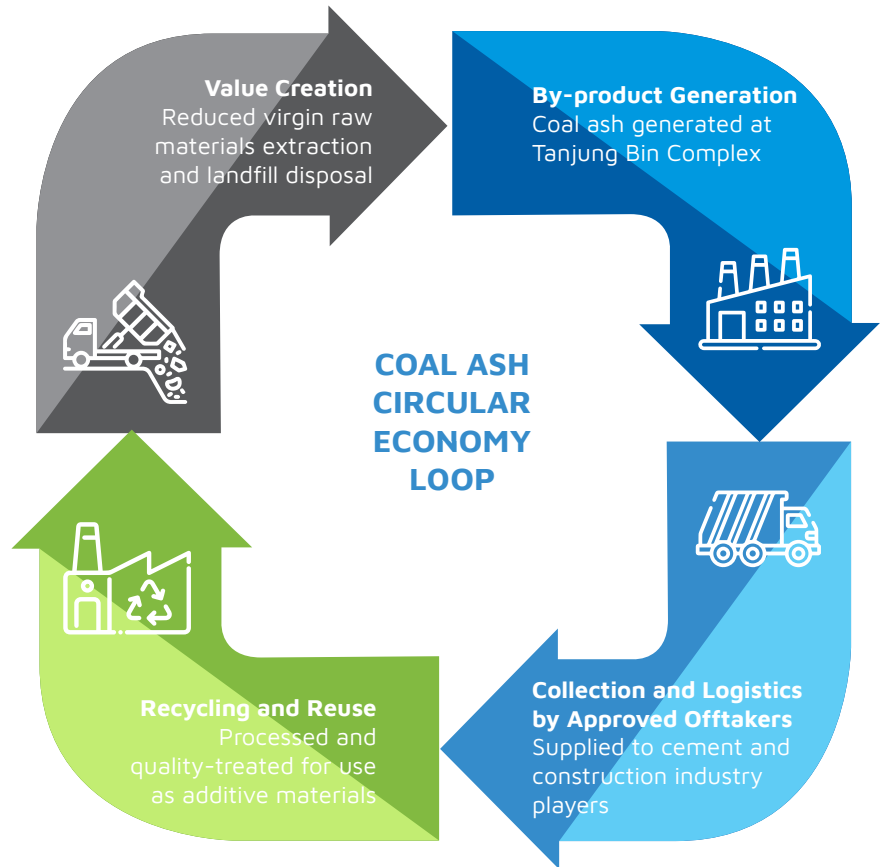 Value Creation
Reduced virgin raw
materials extraction
and landfill disposal
By-product Generation
Coal ash generated at
Tanjung Bin Complex
COAL ASH
CIRCULAR
ECONOMY
LOOP
Collection and Logistics
by Approved Offtakers
Supplied to cement and
construction industry
players
Recycling and Reuse
Processed and
quality-treated for use
as additive materials